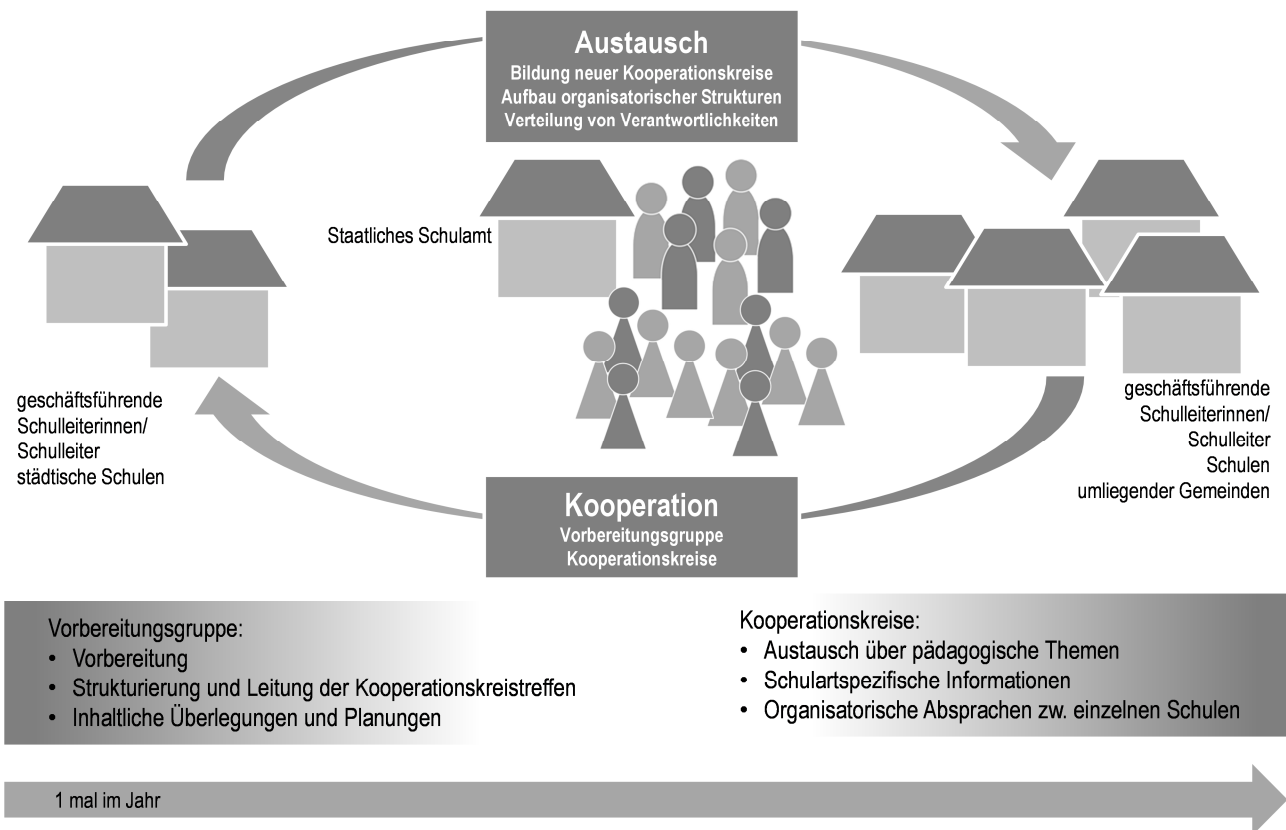 Austausch
Bildung neuer Kooperationskreise
Aufbau organisatorischer Strukturen
Verteilung von Verantwortlichkeiten
Staatliches Schulamt
geschäftsführende
Schulleiterinnen/
Schulleiter
städtische Schulen
geschäftsführende
Schulleiterinnen/
Schulleiter
Schulen
umliegender Gemeinden
Kooperation
Vorbereitungsgruppe
Kooperationskreise
Vorbereitungsgruppe:
• Vorbereitung
• Strukturierung und Leitung der Kooperationskreistreffen
• Inhaltliche Überlegungen und Planungen
Kooperationskreise:
• Austausch über pädagogische Themen
• Schulartspezifische Informationen
• Organisatorische Absprachen zw. einzelnen Schulen
1 mal im Jahr